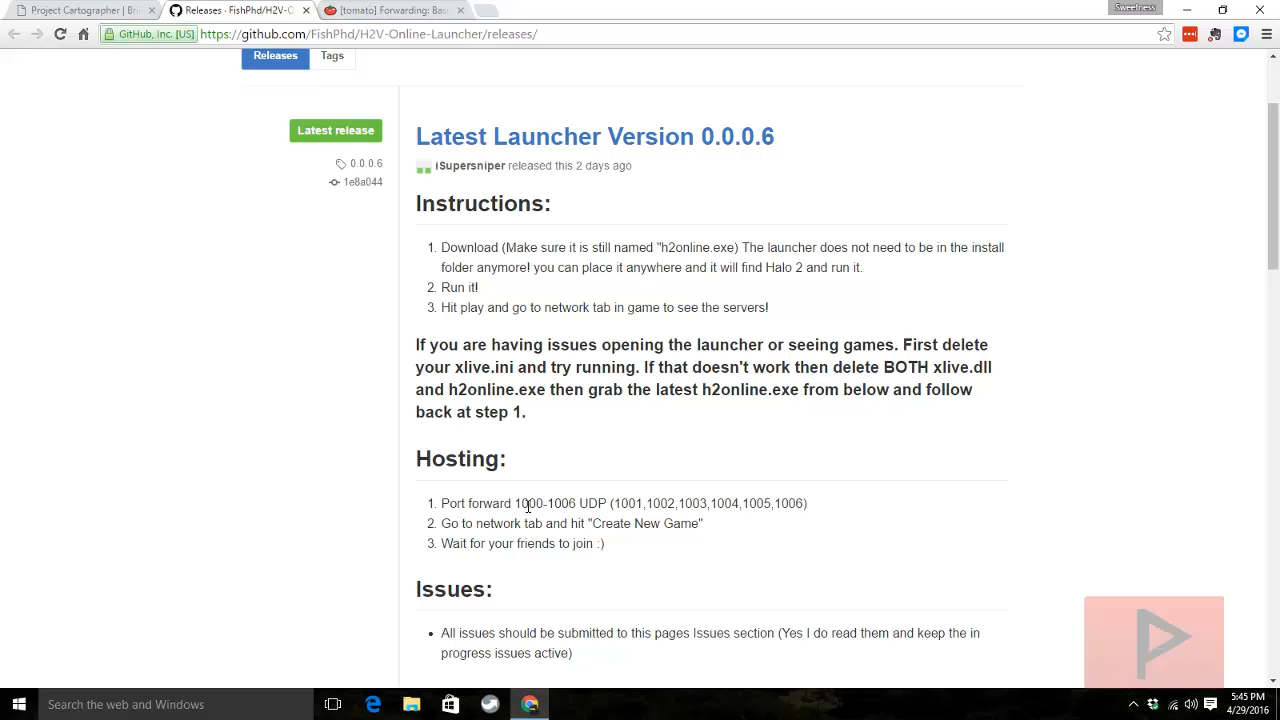 Project Cartographer | Br
Releases · FishPhd/H2V-O
[tomato] Forwarding: Bas
Sweetness
GitHub, Inc. [US]
https://github.com/FishPhd/H2V-Online-Launcher/releases/
Releases
Tags
Latest release
0.0.0.6
1e8a044
Latest Launcher Version 0.0.0.6
iSupersniper released this 2 days ago
Instructions:
1. Download (Make sure it is still named "h2online.exe) The launcher does not need to be in the install
folder anymore! you can place it anywhere and it will find Halo 2 and run it.
2. Run it!
3. Hit play and go to network tab in game to see the servers!
If you are having issues opening the launcher or seeing games. First delete
your xlive.ini and try running. If that doesn't work then delete BOTH xlive.dll
and h2online.exe then grab the latest h2online.exe from below and follow
back at step 1.
Hosting:
1. Port forward 1000-1006 UDP (1001,1002,1003,1004,1005,1006)
2. Go to network tab and hit "Create New Game"
3. Wait for your friends to join :)
Issues:
• All issues should be submitted to this pages Issues section (Yes I do read them and keep the in
progress issues active)
Search the web and Windows
5:45 PM
4/29/2016